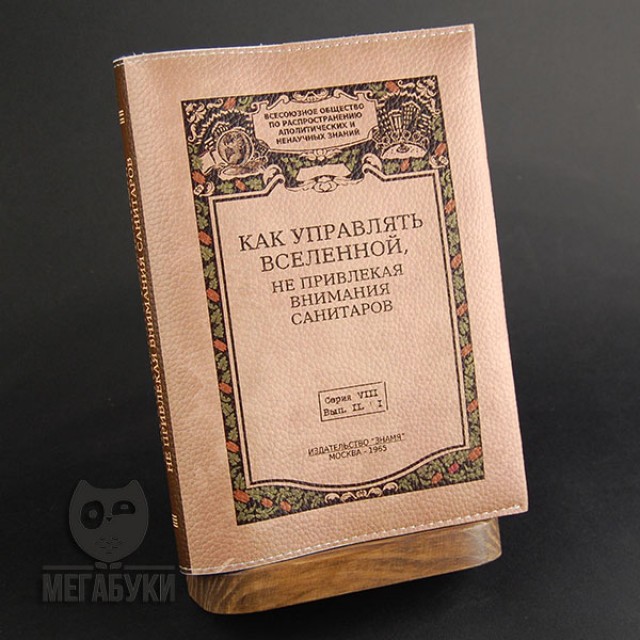 ВСЕСОЮЗНОЕ ОБЩЕСТВО
ПО РАСПРОСТРАНЕНИЮ
АПОЛИТИЧЕСКИХ И
НЕНАУЧНЫХ ЗНАНИЙ
КАК УПРАВЛЯТЬ
ВСЕЛЕННОЙ,
НЕ ПРИВЛЕКАЯ
ВНИМАНИЯ
САНИТАРОВ
Серия VIII
Вып. II.
ИЗДАТЕЛЬСТВО "ЗНАМЯ"
МОСКВА - 1965
НЕ ПРИВЛЕКАЯ ВНИМАНИЯ САНИТАРОВ
МЕГАБУКИ